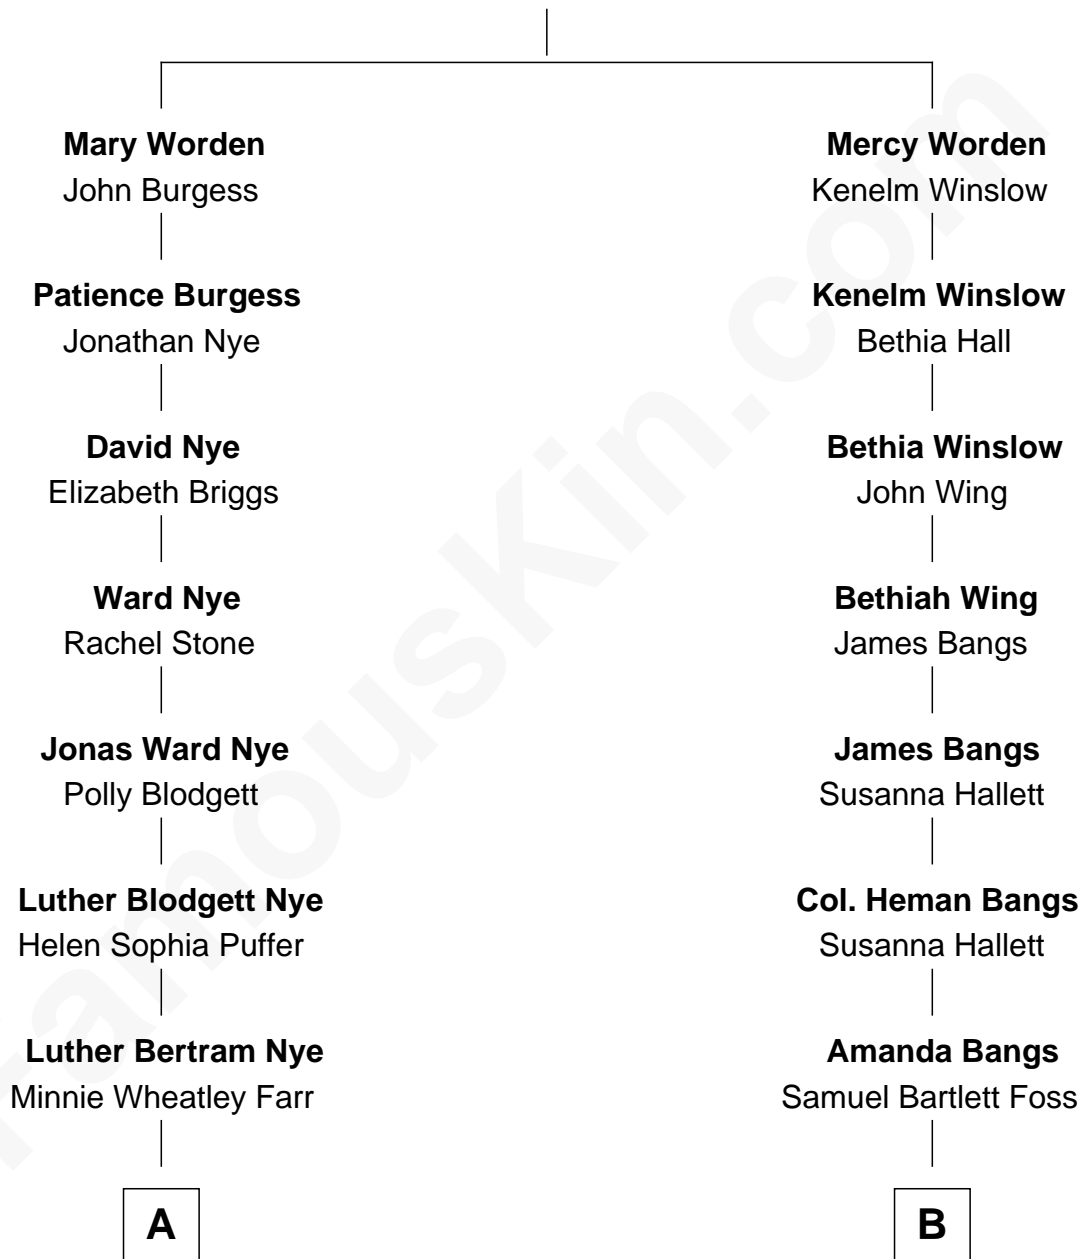 Mary Worden
John Burgess
Mercy Worden
Kenelm Winslow
Patience Burgess
Jonathan Nye
Kenelm Winslow
Bethia Hall
David Nye
Elizabeth Briggs
Bethia Winslow
John Wing
Ward Nye
Rachel Stone
Bethiah Wing
James Bangs
Jonas Ward Nye
Polly Blodgett
James Bangs
Susanna Hallett
Luther Blodgett Nye
Helen Sophia Puffer
Col. Heman Bangs
Susanna Hallett
Luther Bertram Nye
Minnie Wheatley Farr
Amanda Bangs
Samuel Bartlett Foss
A
B
FamousKin.com